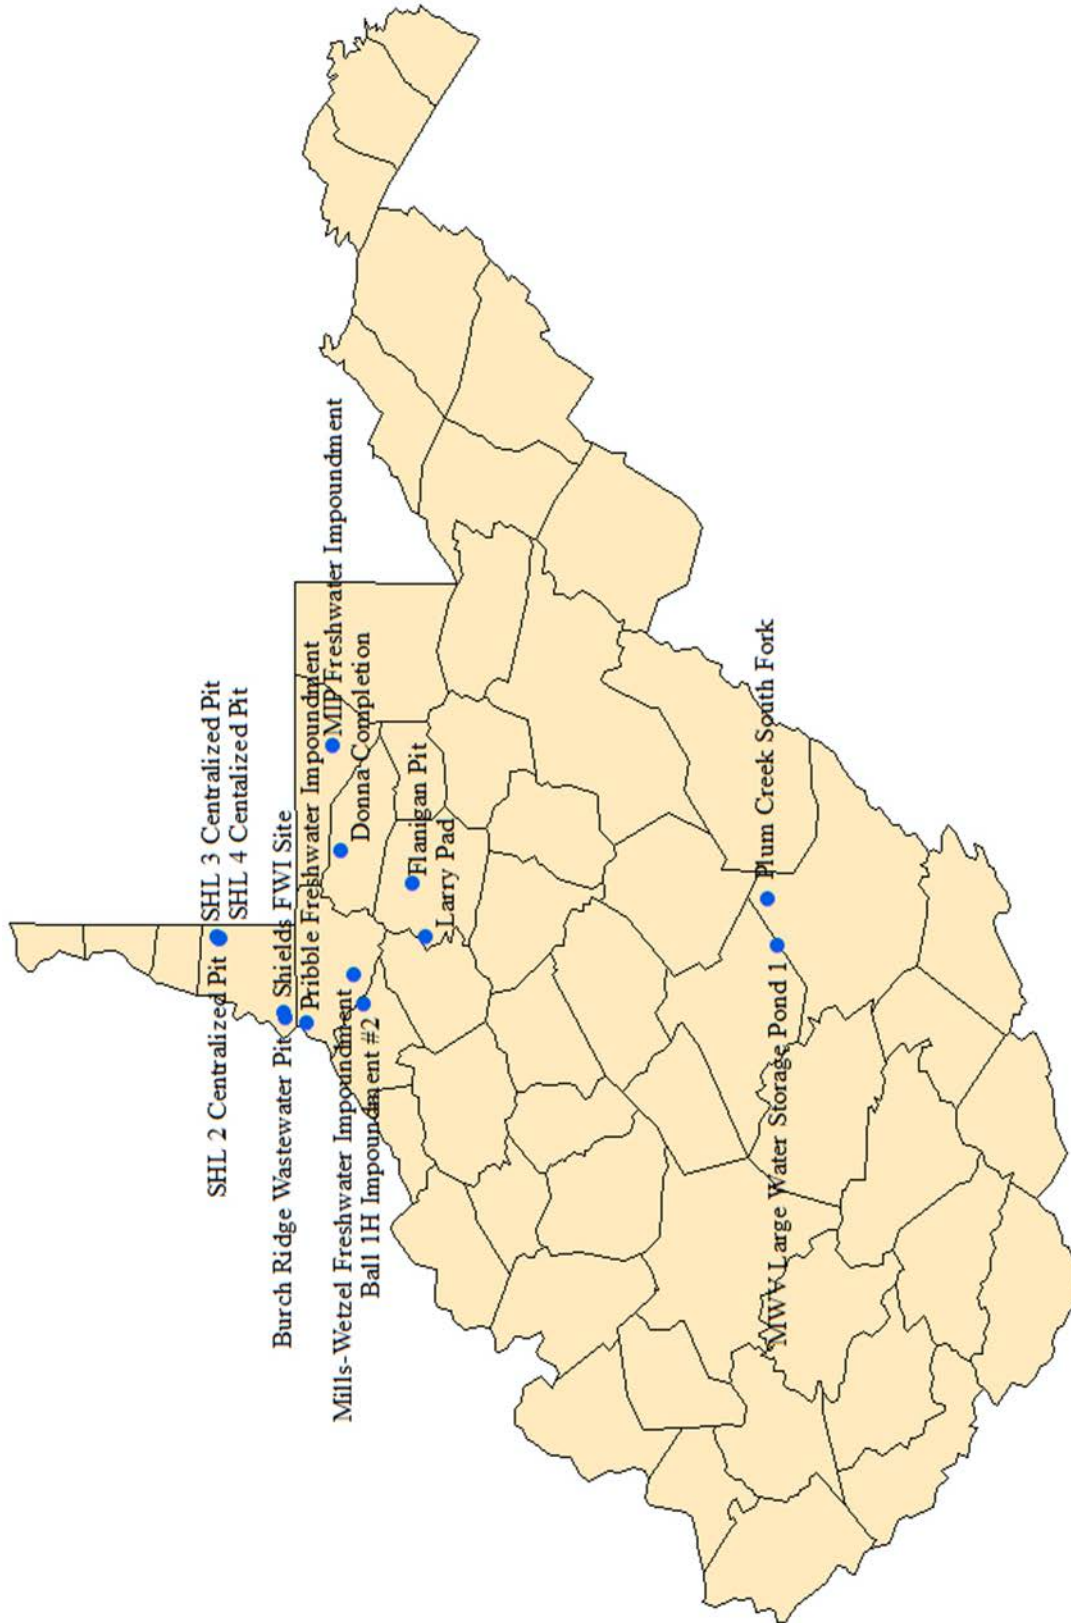 SHL 3 Centralized Pit
SHL 4 Centalized Pit
SHL 2 Centralized Pit
Shields FWI Site
Burch Ridge Wastewater Pit
Pribble Freshwater Impoundment
MIP Freshwater Impoundment
Donna Completion
Mills-Wetzel Freshwater Impoundment
Ball 1H Impoundment #2
Flanigan Pit
Larry Pad
Plum Creek South Fork
MWV Large Water Storage Pond 1